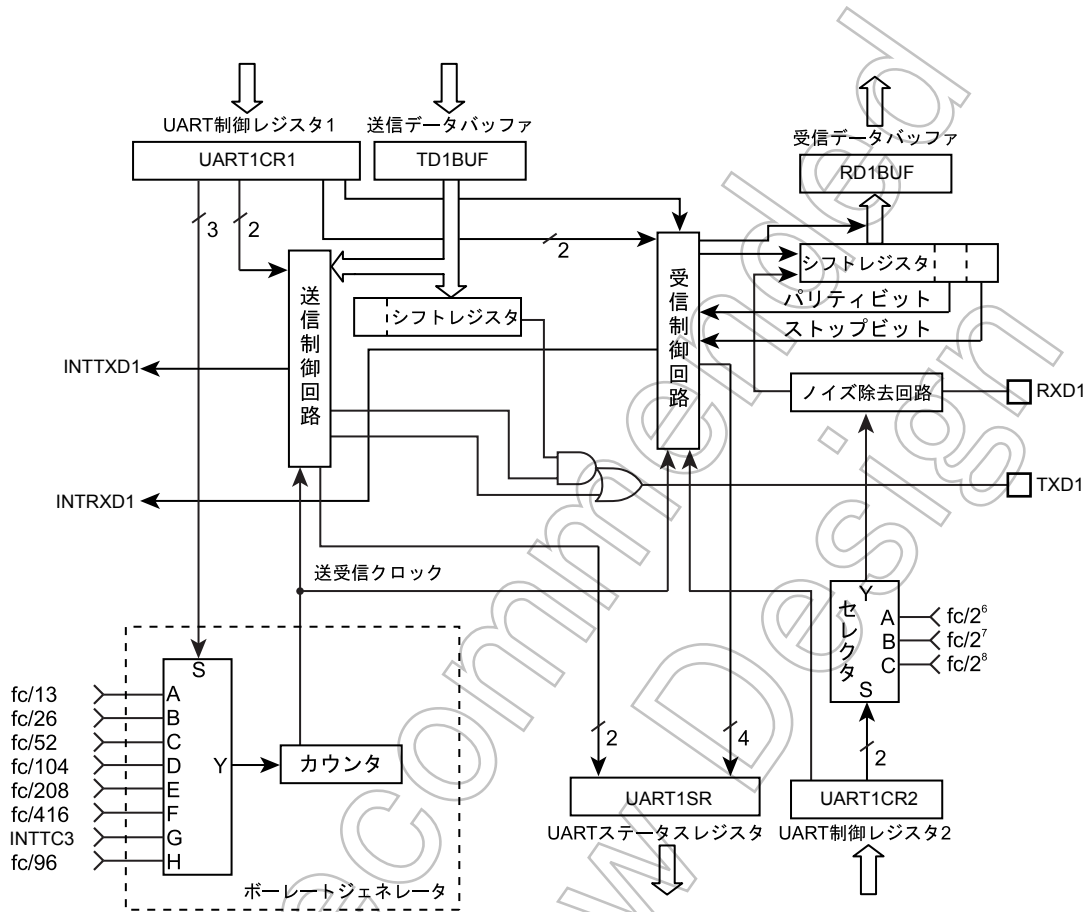 UART制御レジスタ1
送信データバッファ
受信データバッファ
UART1CR1
TD1BUF
RD1BUF
3
2
2
送信制御回路
受信制御回路
シフトレジスタ
シフトレジスタ
パリティビット
ストップビット
INTTXD1
ノイズ除去回路
RXD1
INTRXD1
TXD1
送受信クロック
セレクタ
Y
A
B
C
S
fc/2⁶
fc/2⁷
fc/2⁸
S
fc/13
A
fc/26
B
fc/52
C
fc/104
D
Y
カウンタ
fc/208
E
fc/416
F
INTTC3
G
fc/96
H
ボーレートジェネレータ
2
4
2
UART1SR
UART1CR2
UARTステータスレジスタ
UART制御レジスタ2
ecommended
w Design